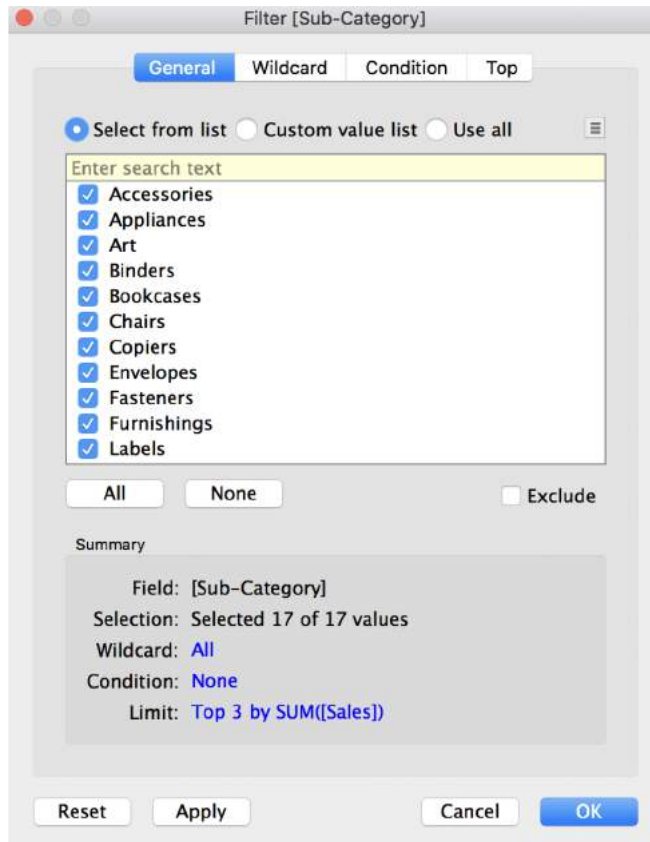 Filter [Sub-Category]
General Wildcard Condition Top
Select from list Custom value list Use all
Enter search text
Accessories
Appliances
Art
Binders
Bookcases
Chairs
Copiers
Envelopes
Fasteners
Furnishings
Labels
All None Exclude
Summary
Field: [Sub-Category]
Selection: Selected 17 of 17 values
Wildcard: All
Condition: None
Limit: Top 3 by SUM([Sales])
Reset Apply Cancel OK